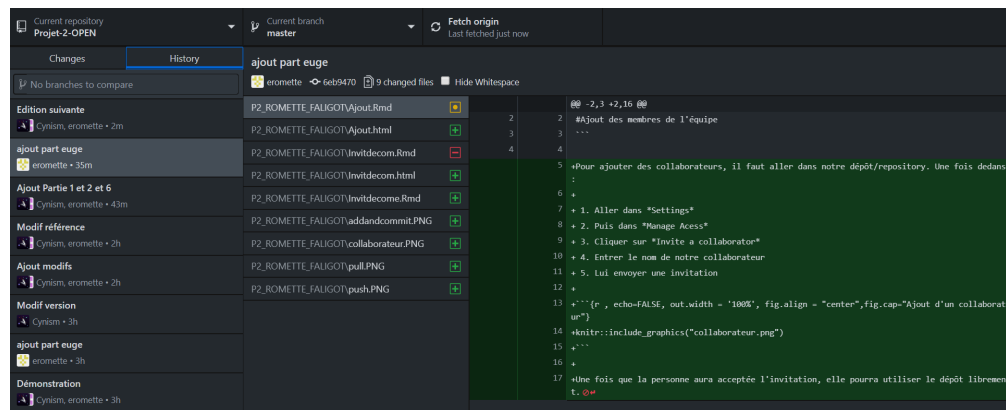 Current repository
Projet-2-OPEN
Current branch
master
Fetch origin
Last fetched just now
Changes
History
No branches to compare
Edition suivante
Cynism, eromette • 2m
ajout part euge
eromette • 35m
Ajout Partie 1 et 2 et 6
Cynism, eromette • 43m
Modif référence
Cynism, eromette • 2h
Ajout modifs
Cynism, eromette • 2h
Modif version
Cynism • 3h
ajout part euge
eromette • 3h
Démonstration
Cynism, eromette • 3h
ajout part euge
eromette 6eb9470 9 changed files Hide Whitespace
P2_ROMETTE_FALIGOT\Ajout.Rmd
P2_ROMETTE_FALIGOT\Ajout.html
P2_ROMETTE_FALIGOT\Invitdecom.Rmd
P2_ROMETTE_FALIGOT\Invitdecom.html
P2_ROMETTE_FALIGOT\Invitdecome.Rmd
P2_ROMETTE_FALIGOT\addandcommit.PNG
P2_ROMETTE_FALIGOT\collaborateur.PNG
P2_ROMETTE_FALIGOT\pull.PNG
P2_ROMETTE_FALIGOT\push.PNG
@@ -2,3 +2,16 @@
2 2 #Ajout des membres de l'équipe
3 3 ```
4 4
5 +Pour ajouter des collaborateurs, il faut aller dans notre dépôt/repository. Une fois dedans
:
6 +
7 + 1. Aller dans *Settings*
8 + 2. Puis dans *Manage Acess*
9 + 3. Cliquer sur *Invite a collaborator*
10 + 4. Entrer le nom de notre collaborateur
11 + 5. Lui envoyer une invitation
12 +
13 +```{r , echo=FALSE, out.width = '100%', fig.align = "center",fig.cap="Ajout d'un collaborat
ur"}
14 +knitr::include_graphics("collaborateur.png")
15 +```
16 +
17 +Une fois que la personne aura acceptée l'invitation, elle pourra utiliser le dépôt libremen
t.